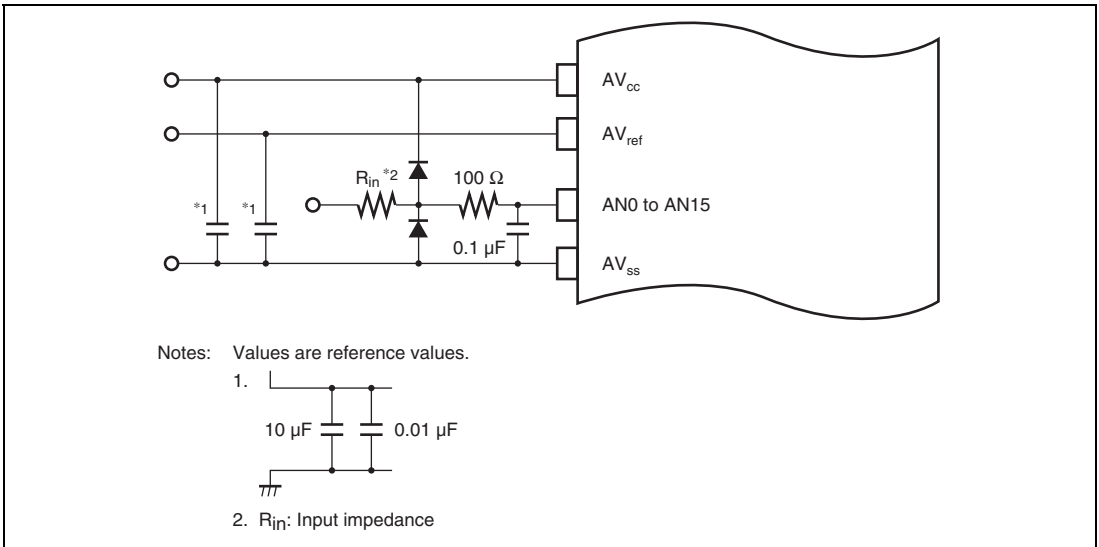 AVcc
AVref
Rin *2
100 Ω
*1
*1
AN0 to AN15
0.1 µF
AVss
Notes: Values are reference values.
1.
10 µF
0.01 µF
2. Rin: Input impedance